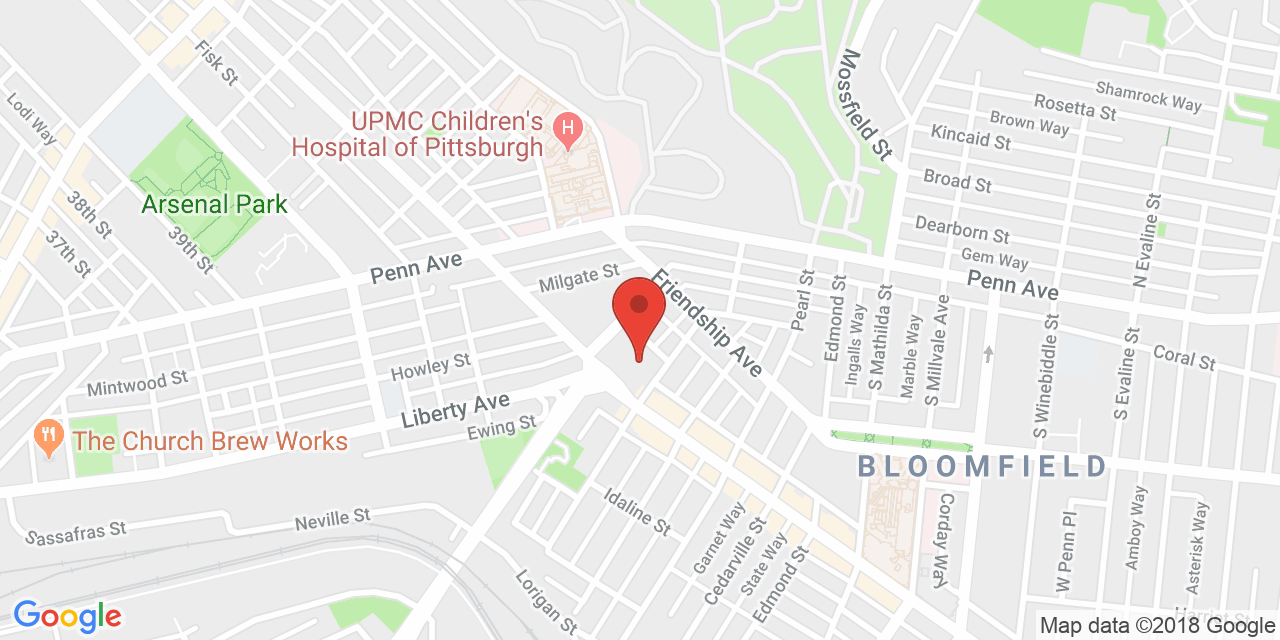 Fisk St
Lodi Way
UPMC Children's
Hospital of Pittsburgh
H
Mossfield St
Shamrock Way
Rosetta St
Brown Way
Kincaid St
Broad St
Arsenal Park
38th St
37th St
39th St
Dearborn St
Gem Way
N Evaline St
Penn Ave
Milgate St
Penn Ave
Friendship Ave
Pearl St
Edmond St
Ingalls Way
S Mathilda St
Marble Way
S Millvale Ave
S Winebiddle St
S Evaline St
Coral St
Howley St
Mintwood St
Liberty Ave
Ewing St
The Church Brew Works
BLOOMFIELD
Idaline St
Sassafras St
Neville St
Garnet Way
Cedarville St
State Way
Edmond St
Corday Way
W Penn Pl
Amboy Way
Asterisk Way
Lorigan St
Harriet St
Google
Map data ©2018 Google